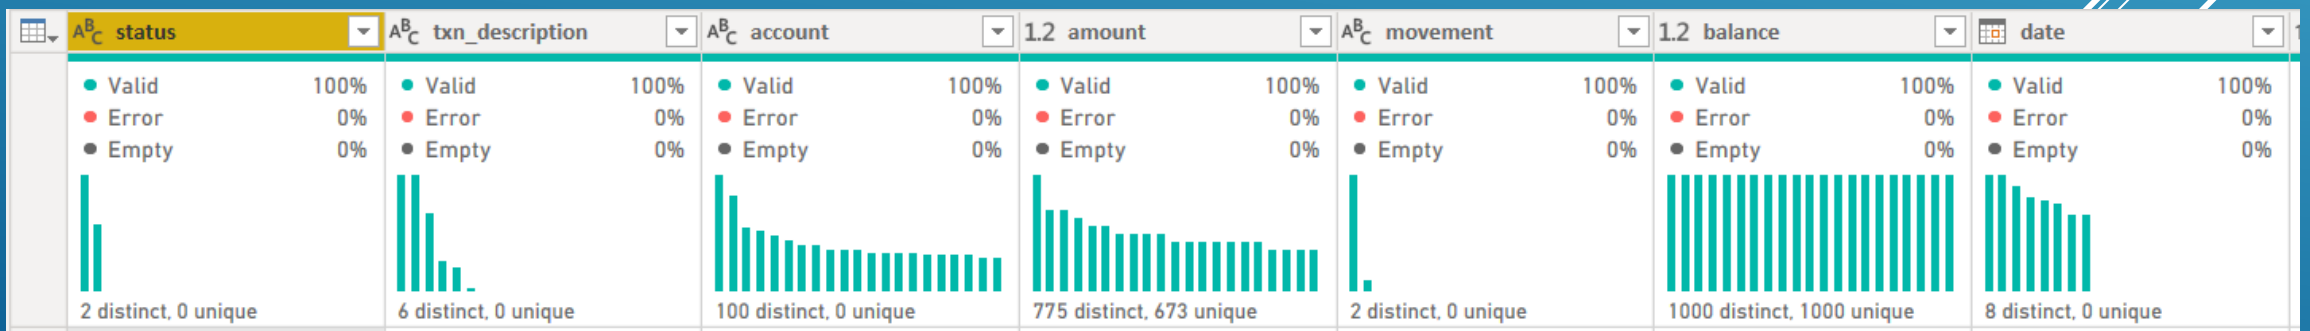 ABC status ABC txn_description ABC account 1.2 amount ABC movement 1.2 balance date
Valid 100% Valid 100% Valid 100% Valid 100% Valid 100% Valid 100% Valid 100%
Error 0% Error 0% Error 0% Error 0% Error 0% Error 0% Error 0%
Empty 0% Empty 0% Empty 0% Empty 0% Empty 0% Empty 0% Empty 0%
2 distinct, 0 unique 6 distinct, 0 unique 100 distinct, 0 unique 775 distinct, 673 unique 2 distinct, 0 unique 1000 distinct, 1000 unique 8 distinct, 0 unique